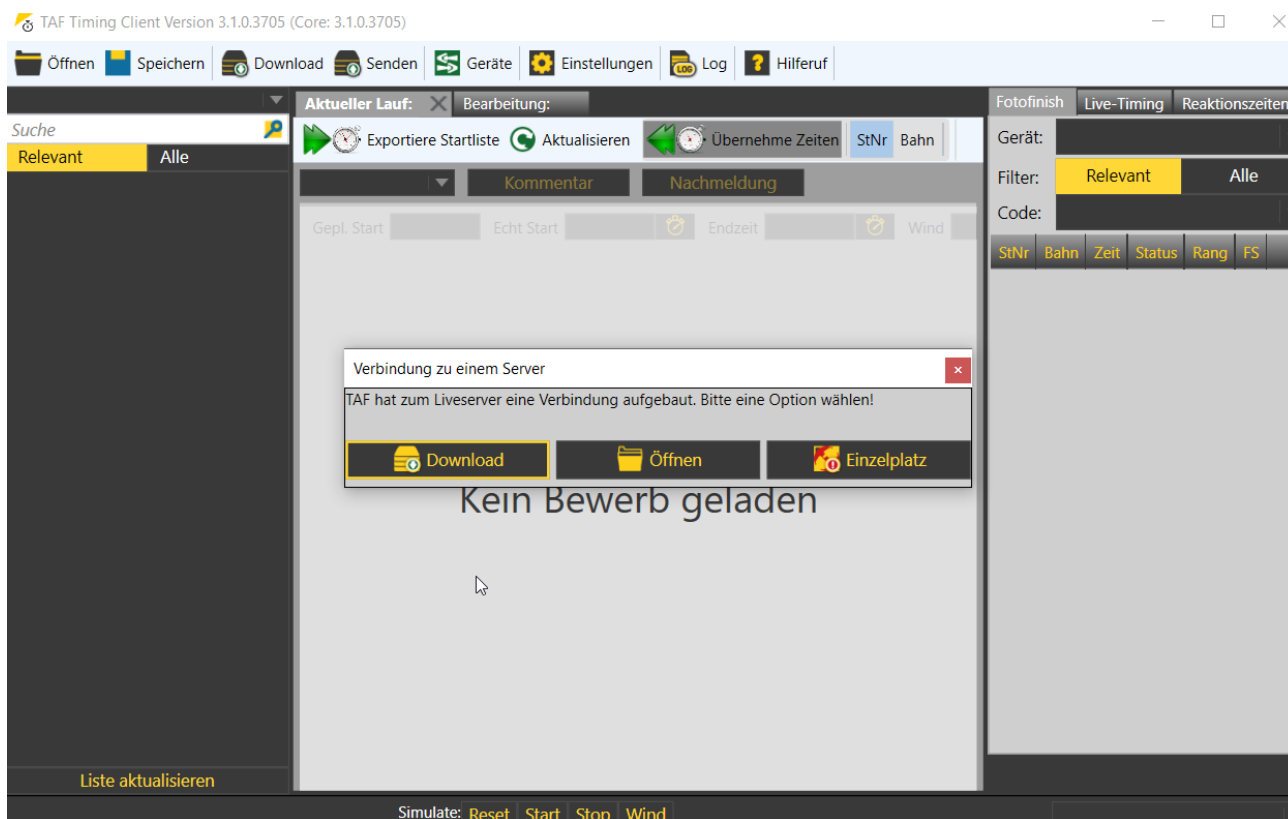 TAF Timing Client Version 3.1.0.3705 (Core: 3.1.0.3705)
Öffnen Speichern Download Senden Geräte Einstellungen Log Hilferuf
Aktueller Lauf: Bearbeitung:
Fotofinish Live-Timing Reaktionszeiten
Suche
Relevant Alle
Exportiere Startliste Aktualisieren Übernehme Zeiten StNr Bahn
Gerät:
Kommentar Nachmeldung
Filter: Relevant Alle
Code:
Gepl. Start Echt Start Endzeit Wind
StNr Bahn Zeit Status Rang FS
Verbindung zu einem Server
TAF hat zum Liveserver eine Verbindung aufgebaut. Bitte eine Option wählen!
Download Öffnen Einzelplatz
Kein Bewerb geladen
Liste aktualisieren
Simulate: Reset Start Stop Wind